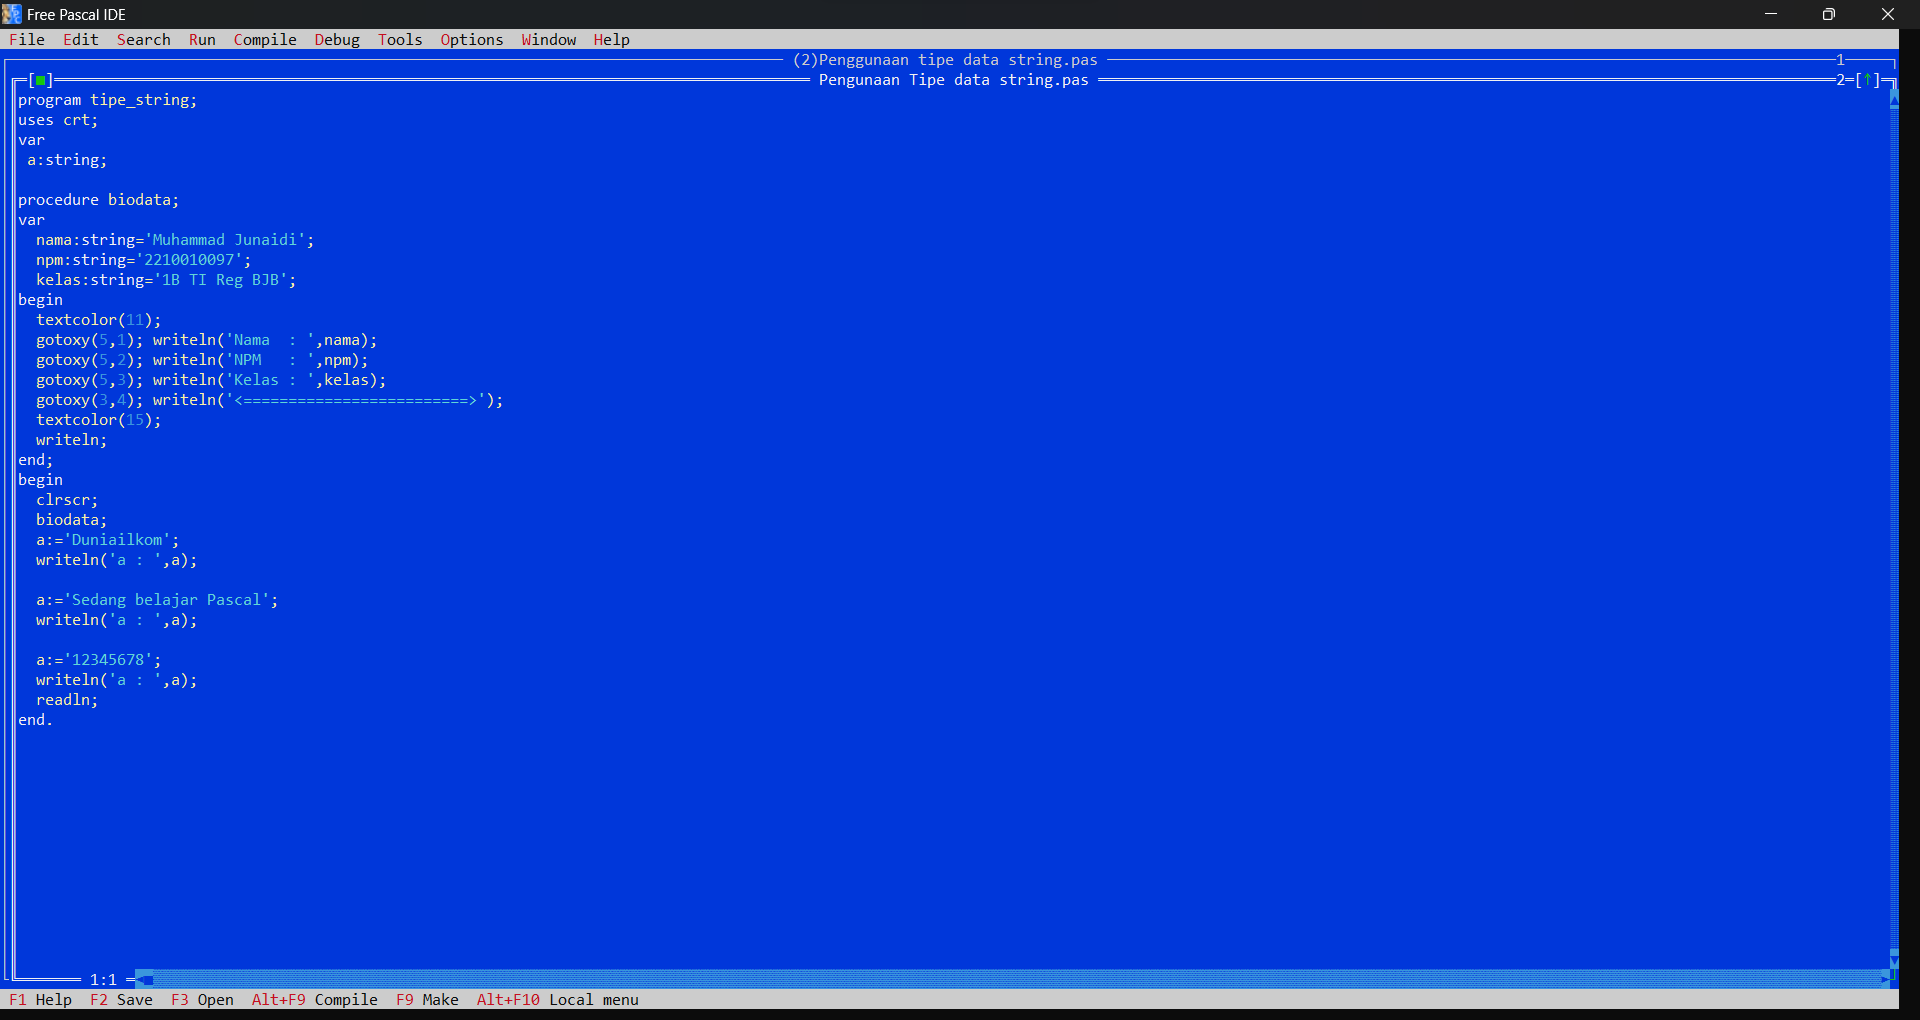 Free Pascal IDE
File Edit Search Run Compile Debug Tools Options Window Help
(2)Penggunaan tipe data string.pas 1
[■] Pengunaan Tipe data string.pas 2=[↑]
program tipe_string;
uses crt;
var
 a:string;
procedure biodata;
var
  nama:string='Muhammad Junaidi';
  npm:string='2210010097';
  kelas:string='1B TI Reg BJB';
begin
  textcolor(11);
  gotoxy(5,1); writeln('Nama  : ',nama);
  gotoxy(5,2); writeln('NPM   : ',npm);
  gotoxy(5,3); writeln('Kelas : ',kelas);
  gotoxy(3,4); writeln('<=========================>');
  textcolor(15);
  writeln;
end;
begin
  clrscr;
  biodata;
  a:='Duniailkom';
  writeln('a : ',a);
  a:='Sedang belajar Pascal';
  writeln('a : ',a);
  a:='12345678';
  writeln('a : ',a);
  readln;
end.
1:1
F1 Help F2 Save F3 Open Alt+F9 Compile F9 Make Alt+F10 Local menu